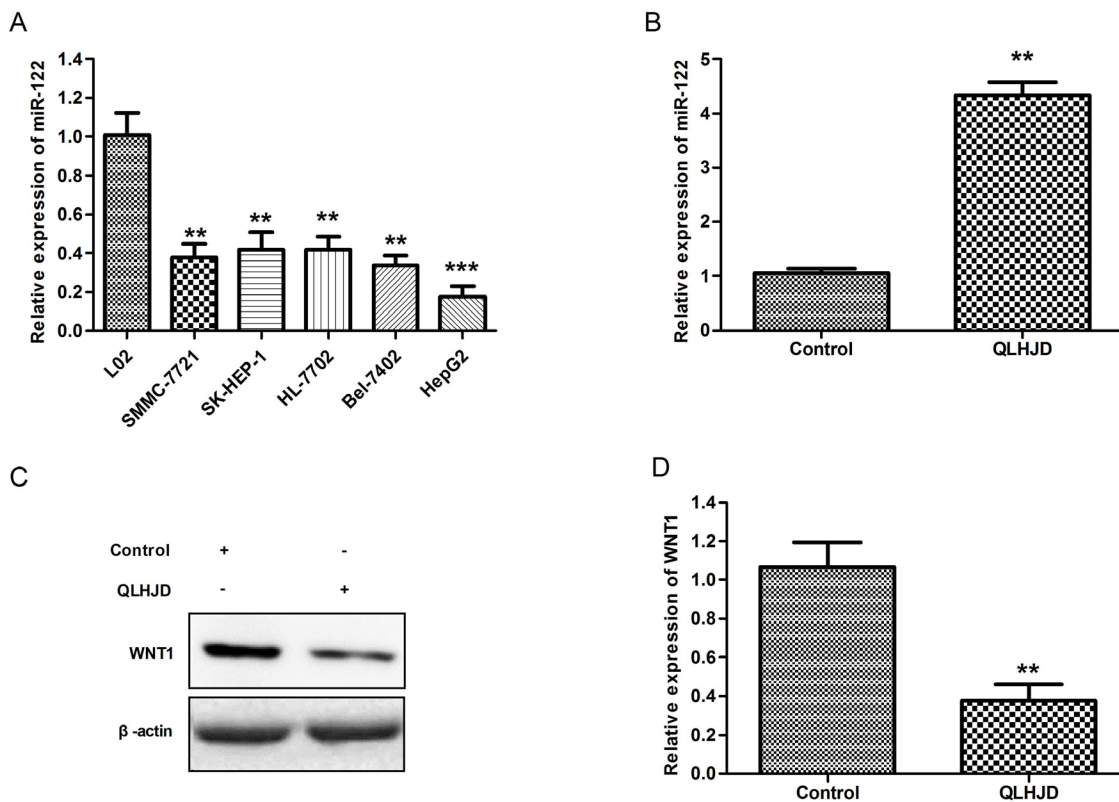 A
Relative expression of miR-122
1.4
1.2
1.0
0.8
0.6
0.4
0.2
0.0
**
**
**
**
***
L02
SMMC-7721
SK-HEP-1
HL-7702
Bel-7402
HepG2
B
Relative expression of miR-122
5
4
3
2
1
0
**
Control
QLHJD
C
Control + -
QLHJD - +
WNT1
β -actin
D
Relative expression of WNT1
1.4
1.2
1.0
0.8
0.6
0.4
0.2
0.0
**
Control
QLHJD